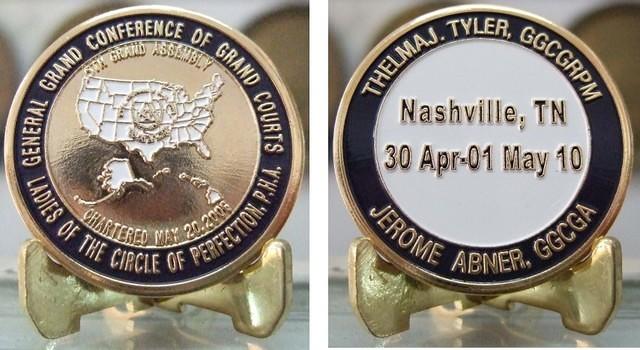 GENERAL GRAND CONFERENCE OF GRAND COURTS
5TH GRAND ASSEMBLY
CHARTERED MAY 20, 2005
LADIES OF THE CIRCLE OF PERFECTION, P.H.A.
THELMA J. TYLER, GGCGRPM
Nashville, TN
30 Apr-01 May 10
JEROME ABNER, GGCGA